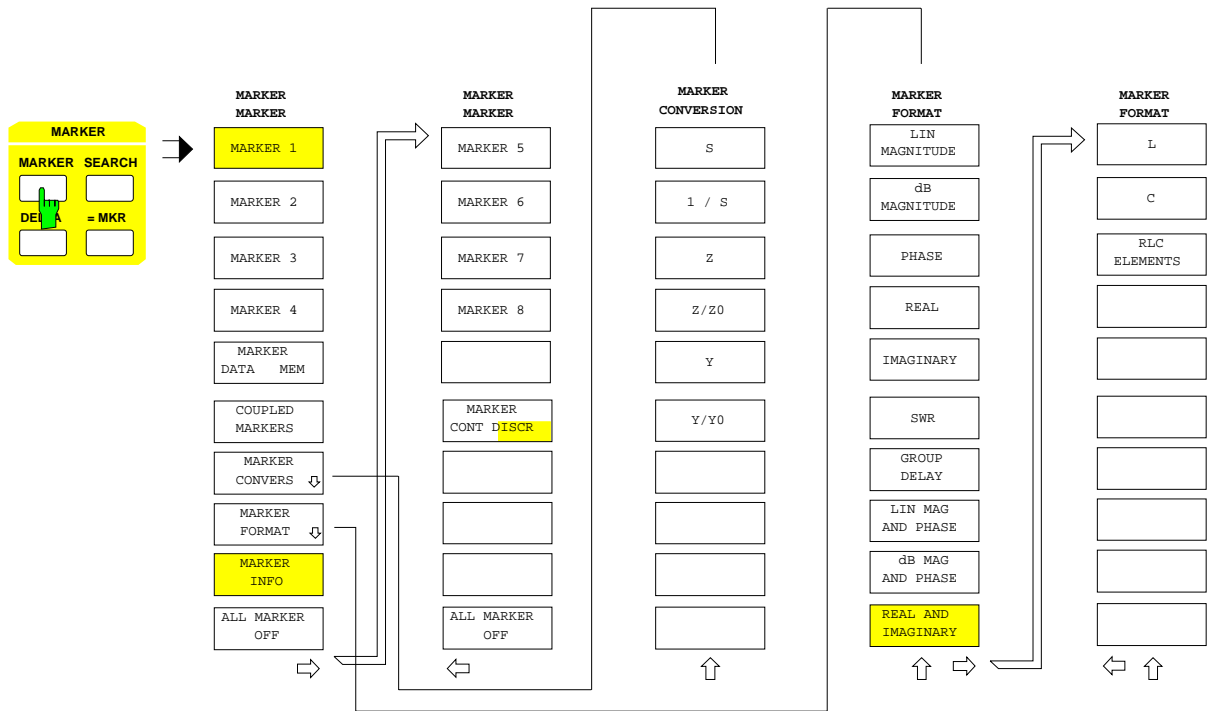 MARKER
MARKER SEARCH
= MKR
MARKER
MARKER
MARKER 1
MARKER 2
MARKER 3
MARKER 4
MARKER
DATA MEM
COUPLED
MARKERS
MARKER
CONVERS
MARKER
FORMAT
MARKER
INFO
ALL MARKER
OFF
MARKER
MARKER
MARKER 5
MARKER 6
MARKER 7
MARKER 8
MARKER
CONT DISCR
ALL MARKER
OFF
MARKER
CONVERSION
S
1 / S
Z
Z/Z0
Y
Y/Y0
MARKER
FORMAT
LIN
MAGNITUDE
dB
MAGNITUDE
PHASE
REAL
IMAGINARY
SWR
GROUP
DELAY
LIN MAG
AND PHASE
dB MAG
AND PHASE
REAL AND
IMAGINARY
MARKER
FORMAT
L
C
RLC
ELEMENTS